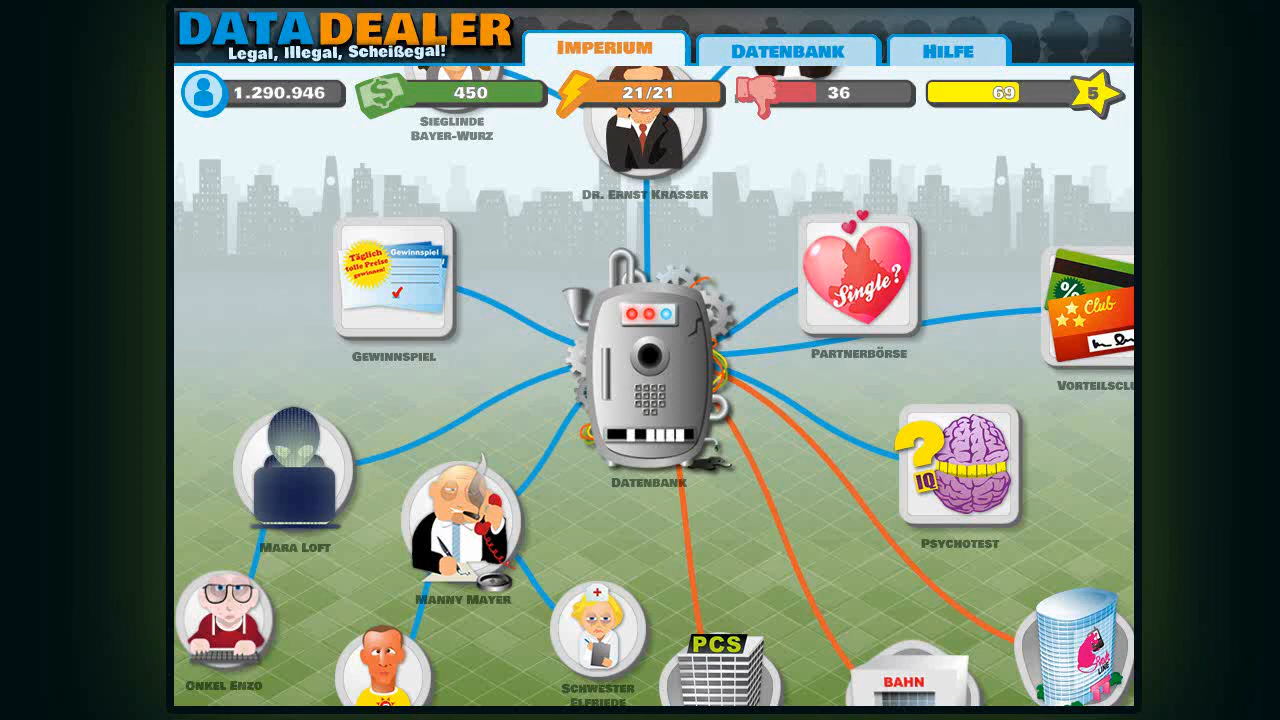 DATADEALER
Legal, Illegal, Scheißegal!
IMPERIUM
DATENBANK
HILFE
1.290.946
$
450
21/21
36
69
5
SIEGLINDE
BAYER-WURZ
DR. ERNST KRASSER
Täglich
tolle Preise
gewinnen!
Gewinnspiel
GEWINNSPIEL
Single?
PARTNERBÖRSE
%
Club
VORTEILSCLU
DATENBANK
?
IQ
PSYCHOTEST
MARA LOFT
MANNY MAYER
ONKEL ENZO
SCHWESTER
ELFRIEDE
PCS
BAHN